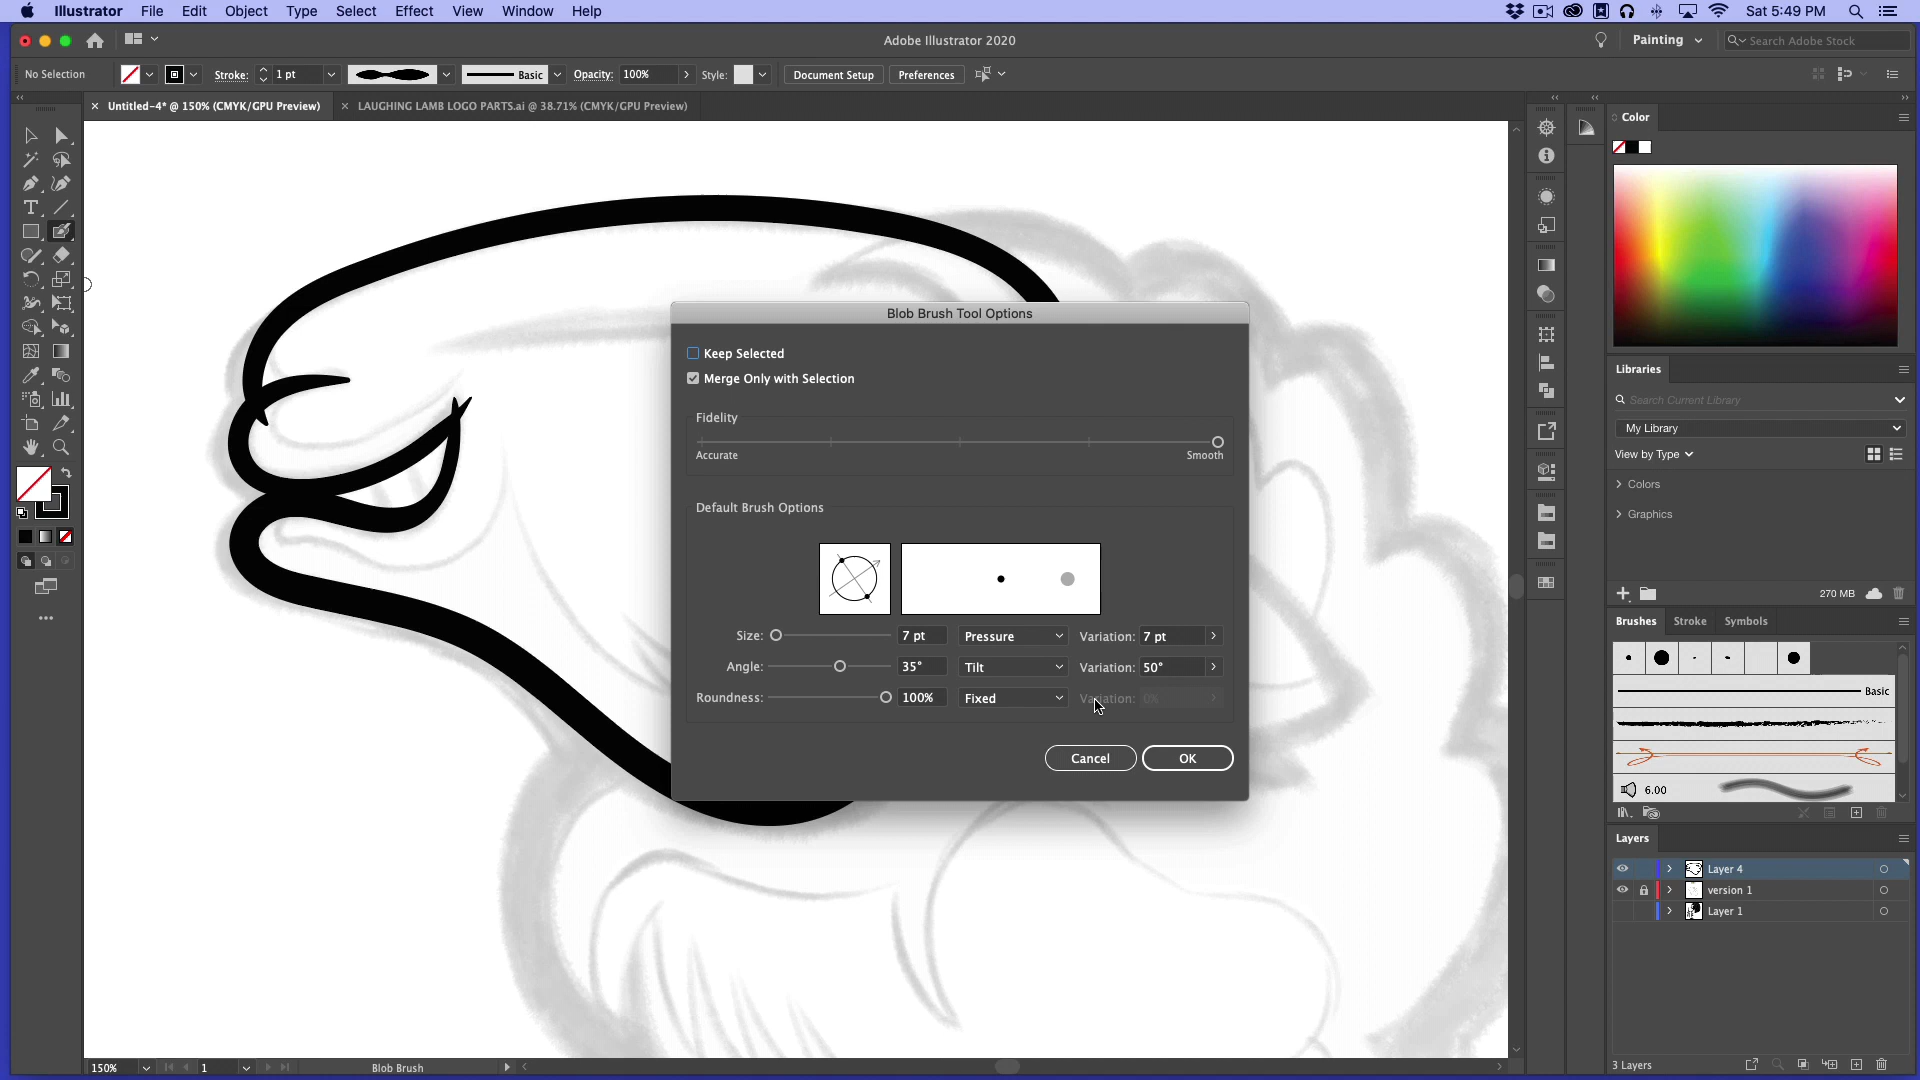 Illustrator File Edit Object Type Select Effect View Window Help Sat 5:49 PM
Adobe Illustrator 2020 Painting Search Adobe Stock
No Selection Stroke: 1 pt Basic Opacity: 100% Style: Document Setup Preferences
Untitled-4* @ 150% (CMYK/GPU Preview) LAUGHING LAMB LOGO PARTS.ai @ 38.71% (CMYK/GPU Preview)
Color
Blob Brush Tool Options
Keep Selected
Merge Only with Selection
Fidelity
Accurate Smooth
Default Brush Options
Size: 7 pt Pressure Variation: 7 pt
Angle: 35° Tilt Variation: 50°
Roundness: 100% Fixed Variation: 0%
Cancel OK
Libraries
Search Current Library
My Library
View by Type
Colors
Graphics
270 MB
Brushes Stroke Symbols
Basic
6.00
Layers
Layer 4
version 1
Layer 1
3 Layers
150% 1 Blob Brush